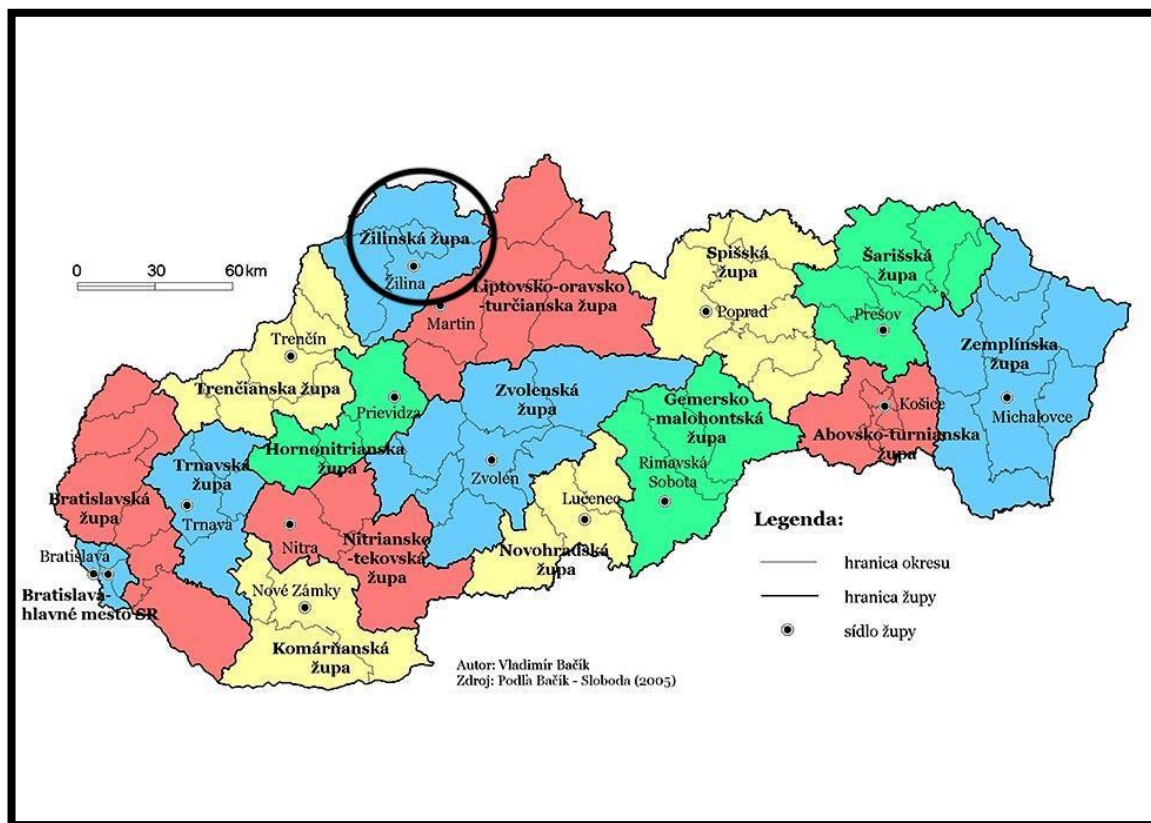 Žilinská župa
Žilina
0 30 60 km
Liptovsko-oravsko
-turčianska župa
Martin
Spišská
župa
Poprad
Šarišská
župa
Prešov
Zemplínska
župa
Michalovce
Trenčín
Trenčianska župa
Prievidza
Hornonitrianska
župa
Zvolenská
župa
Zvolen
Gemersko
-malohontská
župa
Rimavská
Sobota
Košice
Abovsko-turnianska
župa
Trnavská
župa
Trnava
Bratislavská
župa
Bratislava
Bratislava-
hlavné mesto SR
Nitra
Nitriansko
-tekovská
župa
Lučenec
Novohradská
župa
Nové Zámky
Komárňanská
župa
Legenda:
hranica okresu
hranica župy
sídlo župy
Autor: Vladimír Bačík
Zdroj: Podľa Bačík - Sloboda (2005)